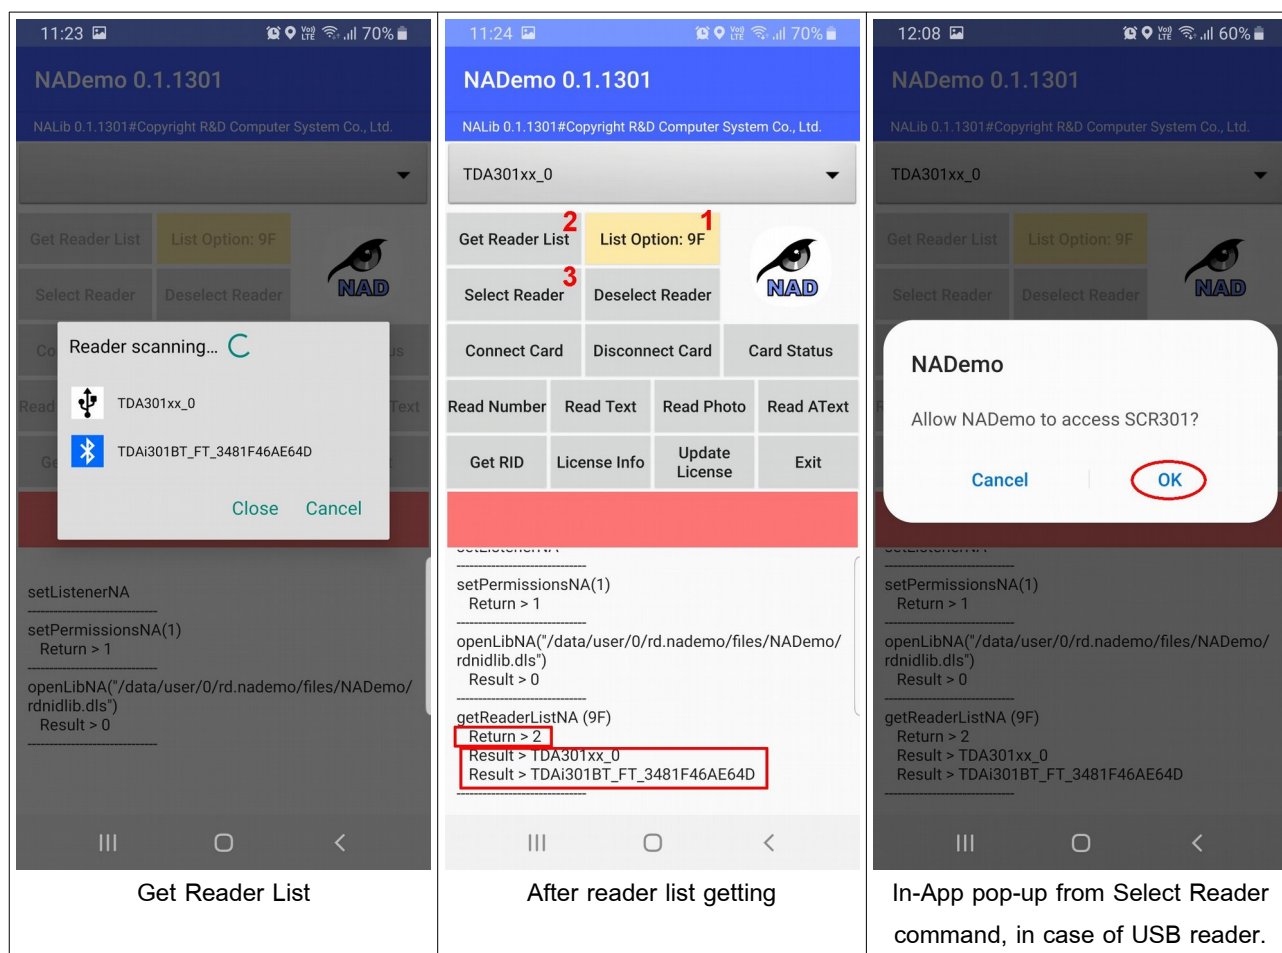 11:23 70%
NADemo 0.1.1301
NALib 0.1.1301#Copyright R&D Computer System Co., Ltd.
Get Reader List List Option: 9F
Select Reader Deselect Reader NAD
Reader scanning...
TDA301xx_0
TDAi301BT_FT_3481F46AE64D
Close Cancel
setListenerNA
------------------------------
setPermissionsNA(1)
Return > 1
------------------------------
openLibNA("/data/user/0/rd.nademo/files/NADemo/
rdnidlib.dls")
Result > 0
------------------------------
Get Reader List
11:24 Vo)) LTE 70%
NADemo 0.1.1301
NALib 0.1.1301#Copyright R&D Computer System Co., Ltd.
TDA301xx_0
2 1
Get Reader List List Option: 9F
3
Select Reader Deselect Reader NAD
Connect Card Disconnect Card Card Status
Read Number Read Text Read Photo Read AText
Get RID License Info Update License Exit
setListenerNA
------------------------------
setPermissionsNA(1)
Return > 1
------------------------------
openLibNA("/data/user/0/rd.nademo/files/NADemo/
rdnidlib.dls")
Result > 0
------------------------------
getReaderListNA (9F)
Return > 2
Result > TDA301xx_0
Result > TDAi301BT_FT_3481F46AE64D
------------------------------
After reader list getting
12:08 Vo)) LTE 60%
NADemo 0.1.1301
NALib 0.1.1301#Copyright R&D Computer System Co., Ltd.
TDA301xx_0
Get Reader List List Option: 9F
Select Reader Deselect Reader NAD
NADemo
Allow NADemo to access SCR301?
Cancel OK
setListenerNA
------------------------------
setPermissionsNA(1)
Return > 1
------------------------------
openLibNA("/data/user/0/rd.nademo/files/NADemo/
rdnidlib.dls")
Result > 0
------------------------------
getReaderListNA (9F)
Return > 2
Result > TDA301xx_0
Result > TDAi301BT_FT_3481F46AE64D
------------------------------
In-App pop-up from Select Reader
command, in case of USB reader.